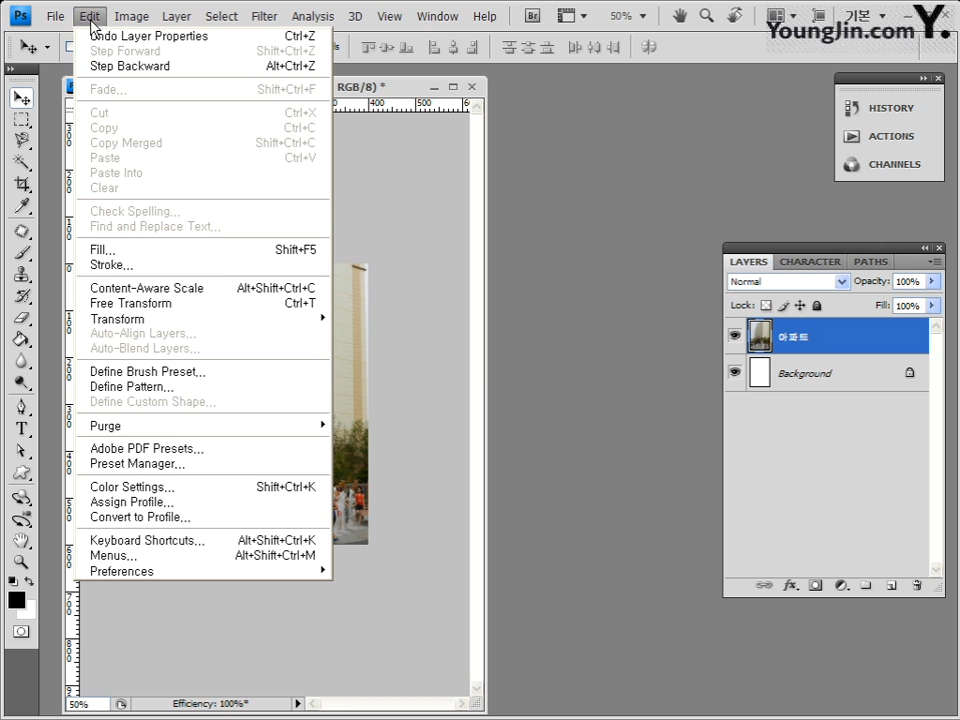 Ps File Edit Image Layer Select Filter Analysis 3D View Window Help Br 50% 기본
YoungJin.com Y.
Undo Layer Properties Ctrl+Z
Step Forward Shift+Ctrl+Z
Step Backward Alt+Ctrl+Z
Fade... Shift+Ctrl+F
Cut Ctrl+X
Copy Ctrl+C
Copy Merged Shift+Ctrl+C
Paste Ctrl+V
Paste Into
Clear
Check Spelling...
Find and Replace Text...
Fill... Shift+F5
Stroke...
Content-Aware Scale Alt+Shift+Ctrl+C
Free Transform Ctrl+T
Transform
Auto-Align Layers...
Auto-Blend Layers...
Define Brush Preset...
Define Pattern...
Define Custom Shape...
Purge
Adobe PDF Presets...
Preset Manager...
Color Settings... Shift+Ctrl+K
Assign Profile...
Convert to Profile...
Keyboard Shortcuts... Alt+Shift+Ctrl+K
Menus... Alt+Shift+Ctrl+M
Preferences
RGB/8) *
400 500
50% Efficiency: 100%*
HISTORY
ACTIONS
CHANNELS
LAYERS CHARACTER PATHS
Normal Opacity: 100%
Lock: Fill: 100%
아파트
Background